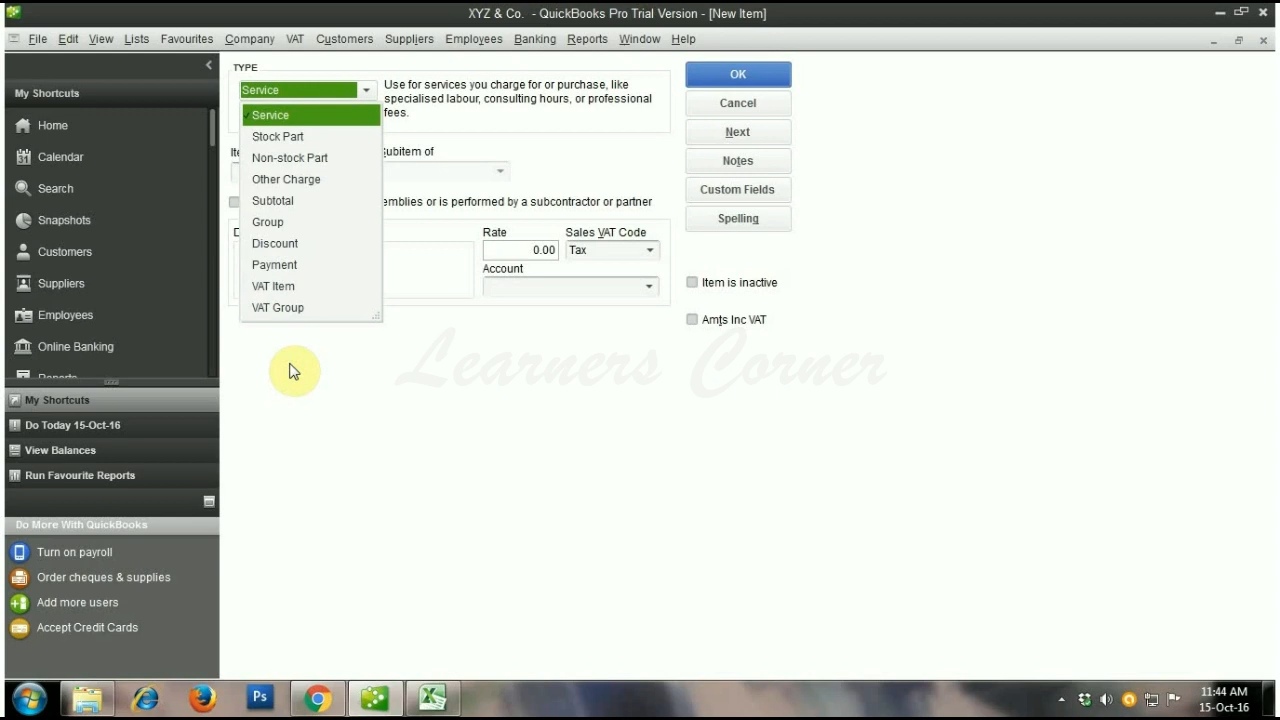 XYZ & Co. - QuickBooks Pro Trial Version - [New Item]
File Edit View Lists Favourites Company VAT Customers Suppliers Employees Banking Reports Window Help
My Shortcuts
Home
Calendar
Search
Snapshots
Customers
Suppliers
Employees
Online Banking
Reports
My Shortcuts
Do Today 15-Oct-16
View Balances
Run Favourite Reports
Do More With QuickBooks
Turn on payroll
Order cheques & supplies
Add more users
Accept Credit Cards
TYPE
Service
Use for services you charge for or purchase, like
specialised labour, consulting hours, or professional
fees.
Service
Stock Part
Non-stock Part
Other Charge
Subtotal
Group
Discount
Payment
VAT Item
VAT Group
ubitem of
emblies or is performed by a subcontractor or partner
Rate Sales VAT Code
0.00 Tax
Account
OK
Cancel
Next
Notes
Custom Fields
Spelling
Item is inactive
Amts Inc VAT
Learners Corner
Ps
11:44 AM
15-Oct-16